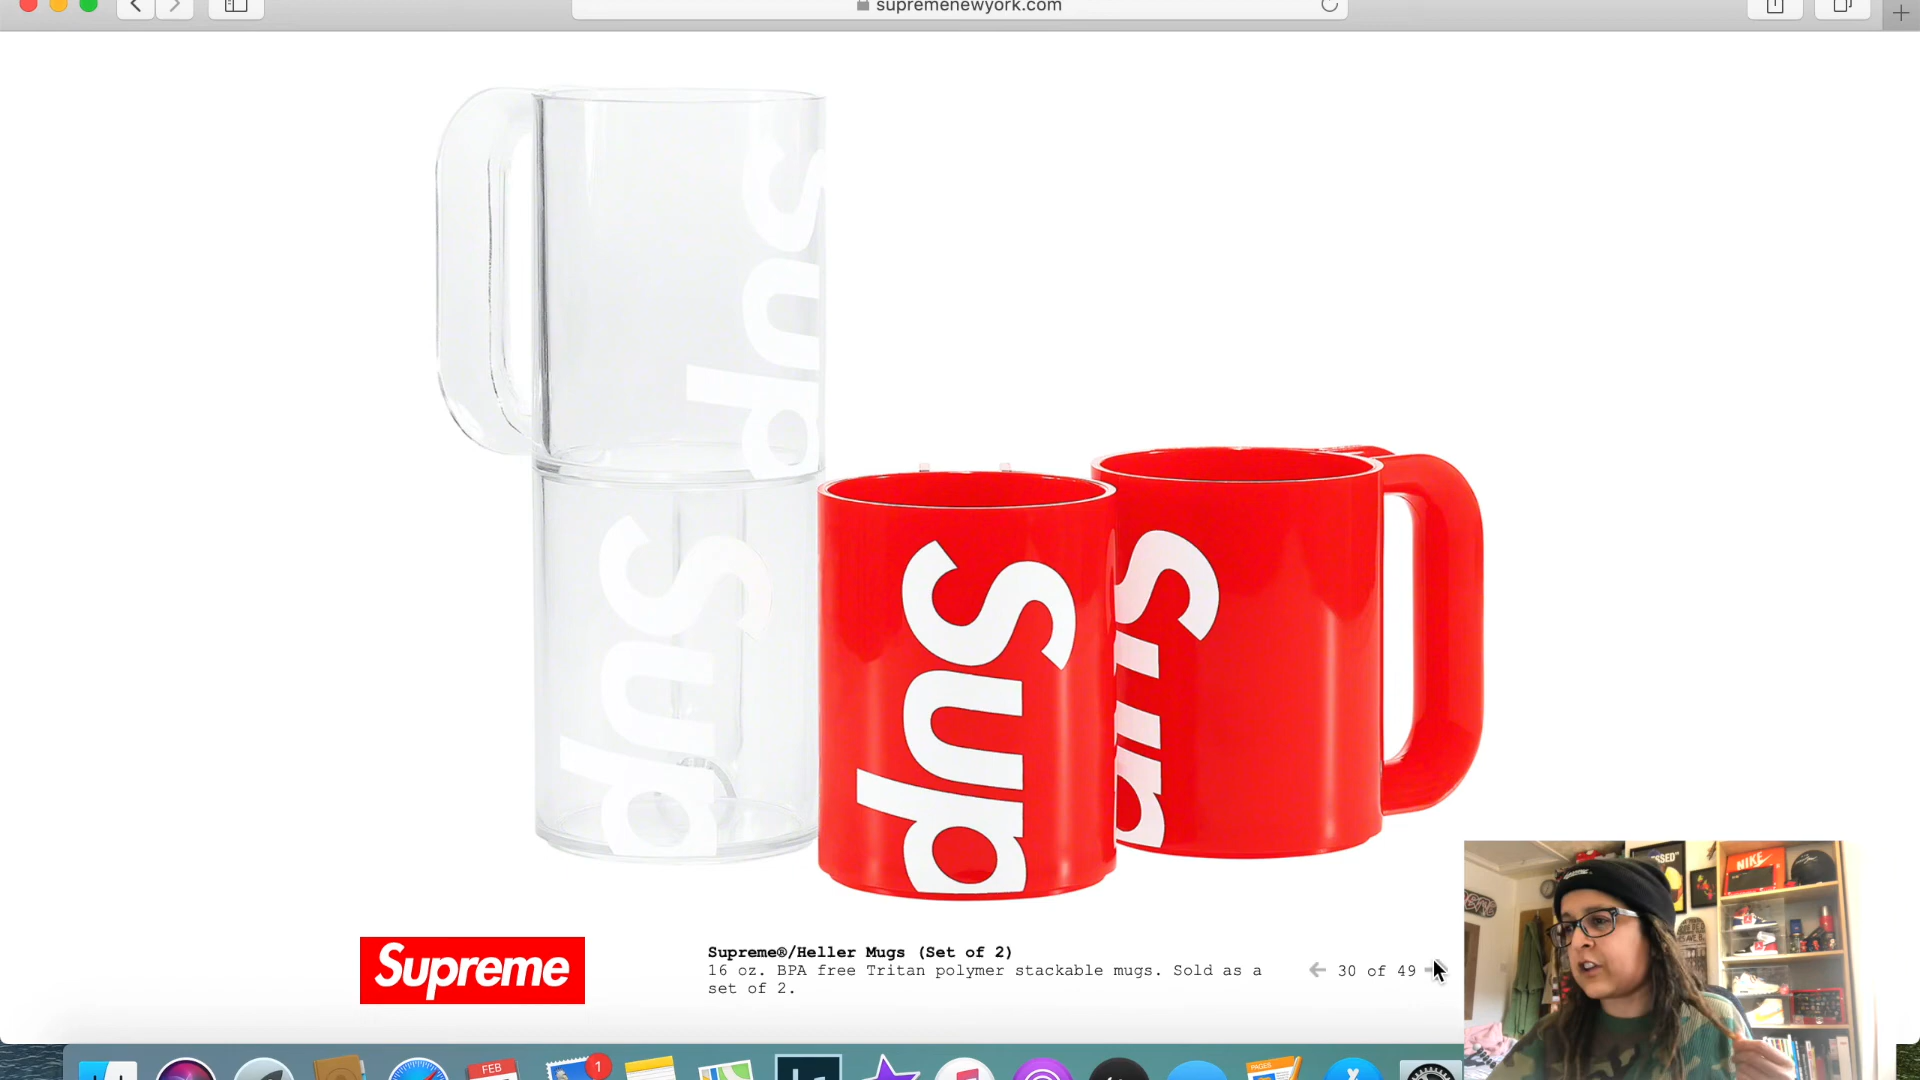 supremenewyork.com
sup
sup
sup
sup
Supreme
Supreme®/Heller Mugs (Set of 2)
16 oz. BPA free Tritan polymer stackable mugs. Sold as a
set of 2.
30 of 49
NIKE
FEB
1
PAGES